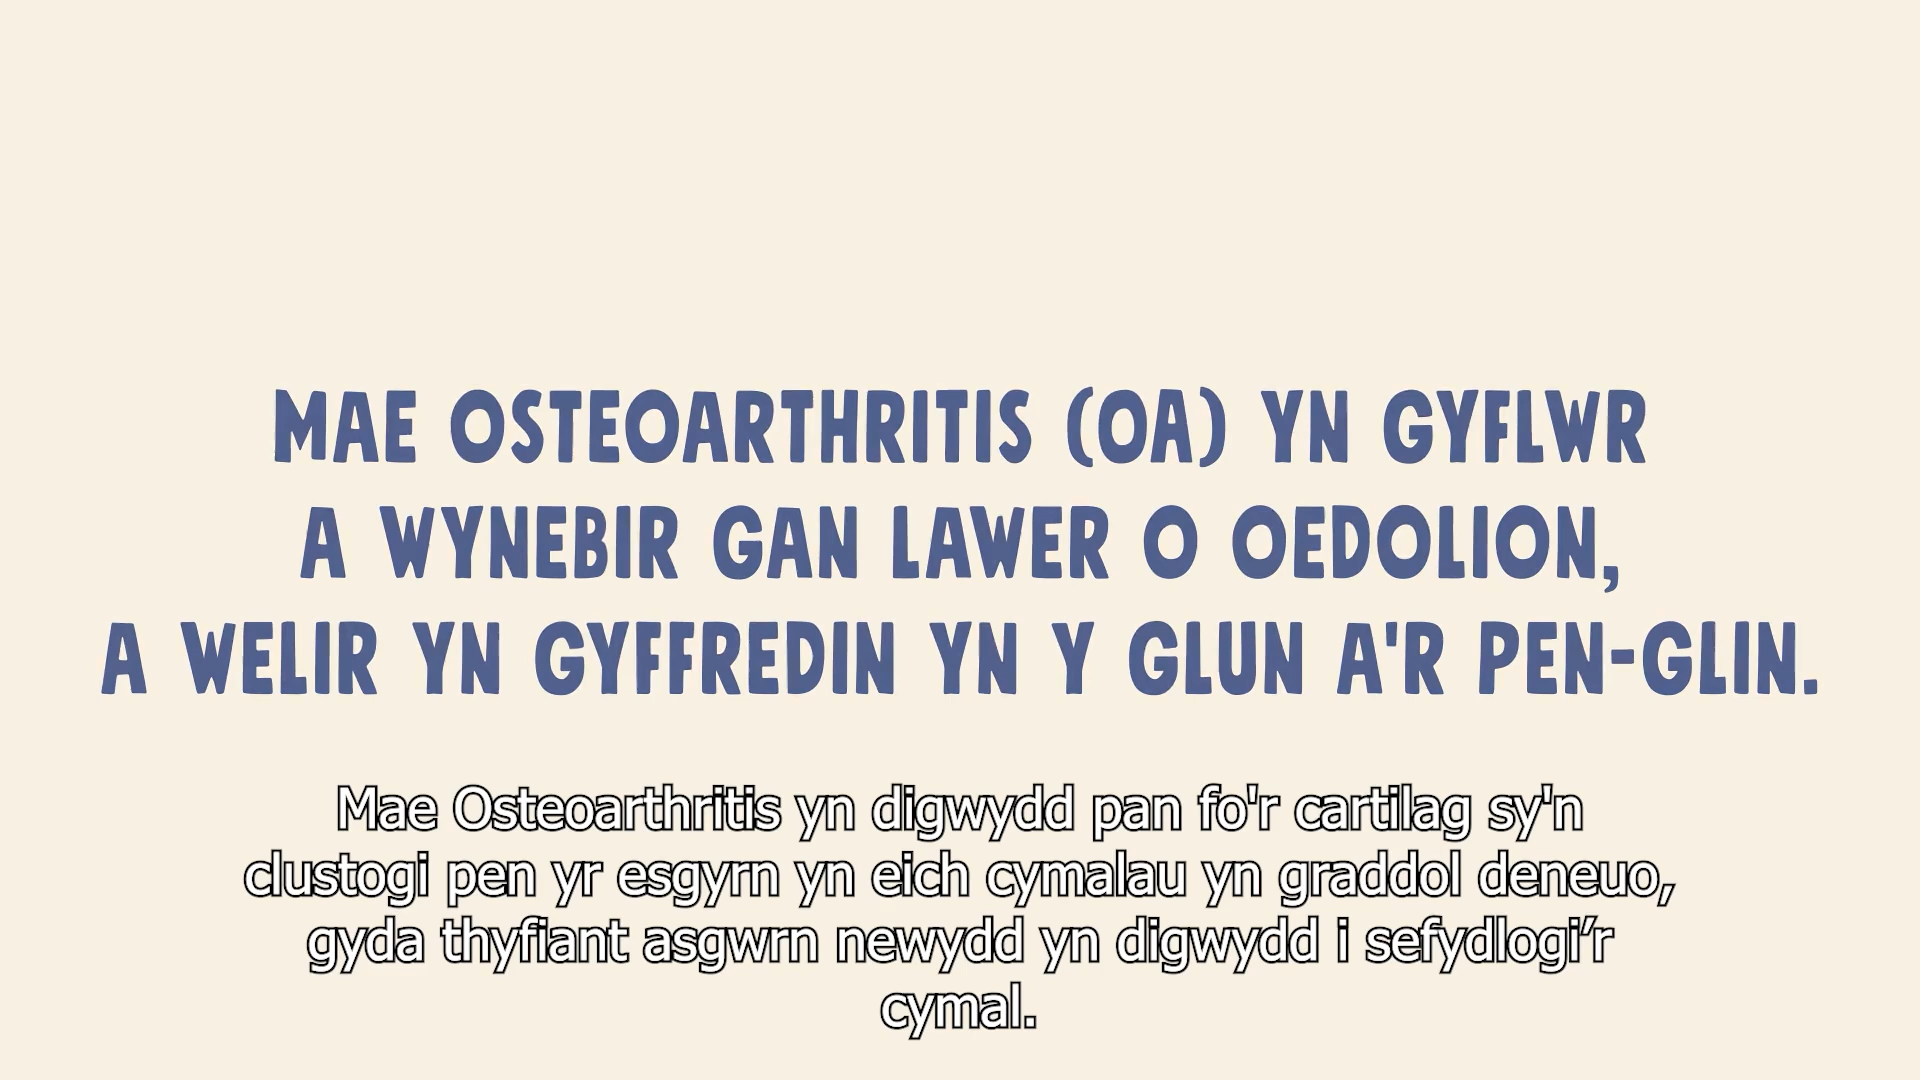 MAE OSTEOARTHRITIS (OA) YN GYFLWR
A WYNEBIR GAN LAWER O OEDOLION,
A WELIR YN GYFFREDIN YN Y GLUN A'R PEN-GLIN.
Mae Osteoarthritis yn digwydd pan fo'r cartilag sy'n
clustogi pen yr esgyrn yn eich cymalau yn graddol deneuo,
gyda thyfiant asgwrn newydd yn digwydd i sefydlogi’r
cymal.